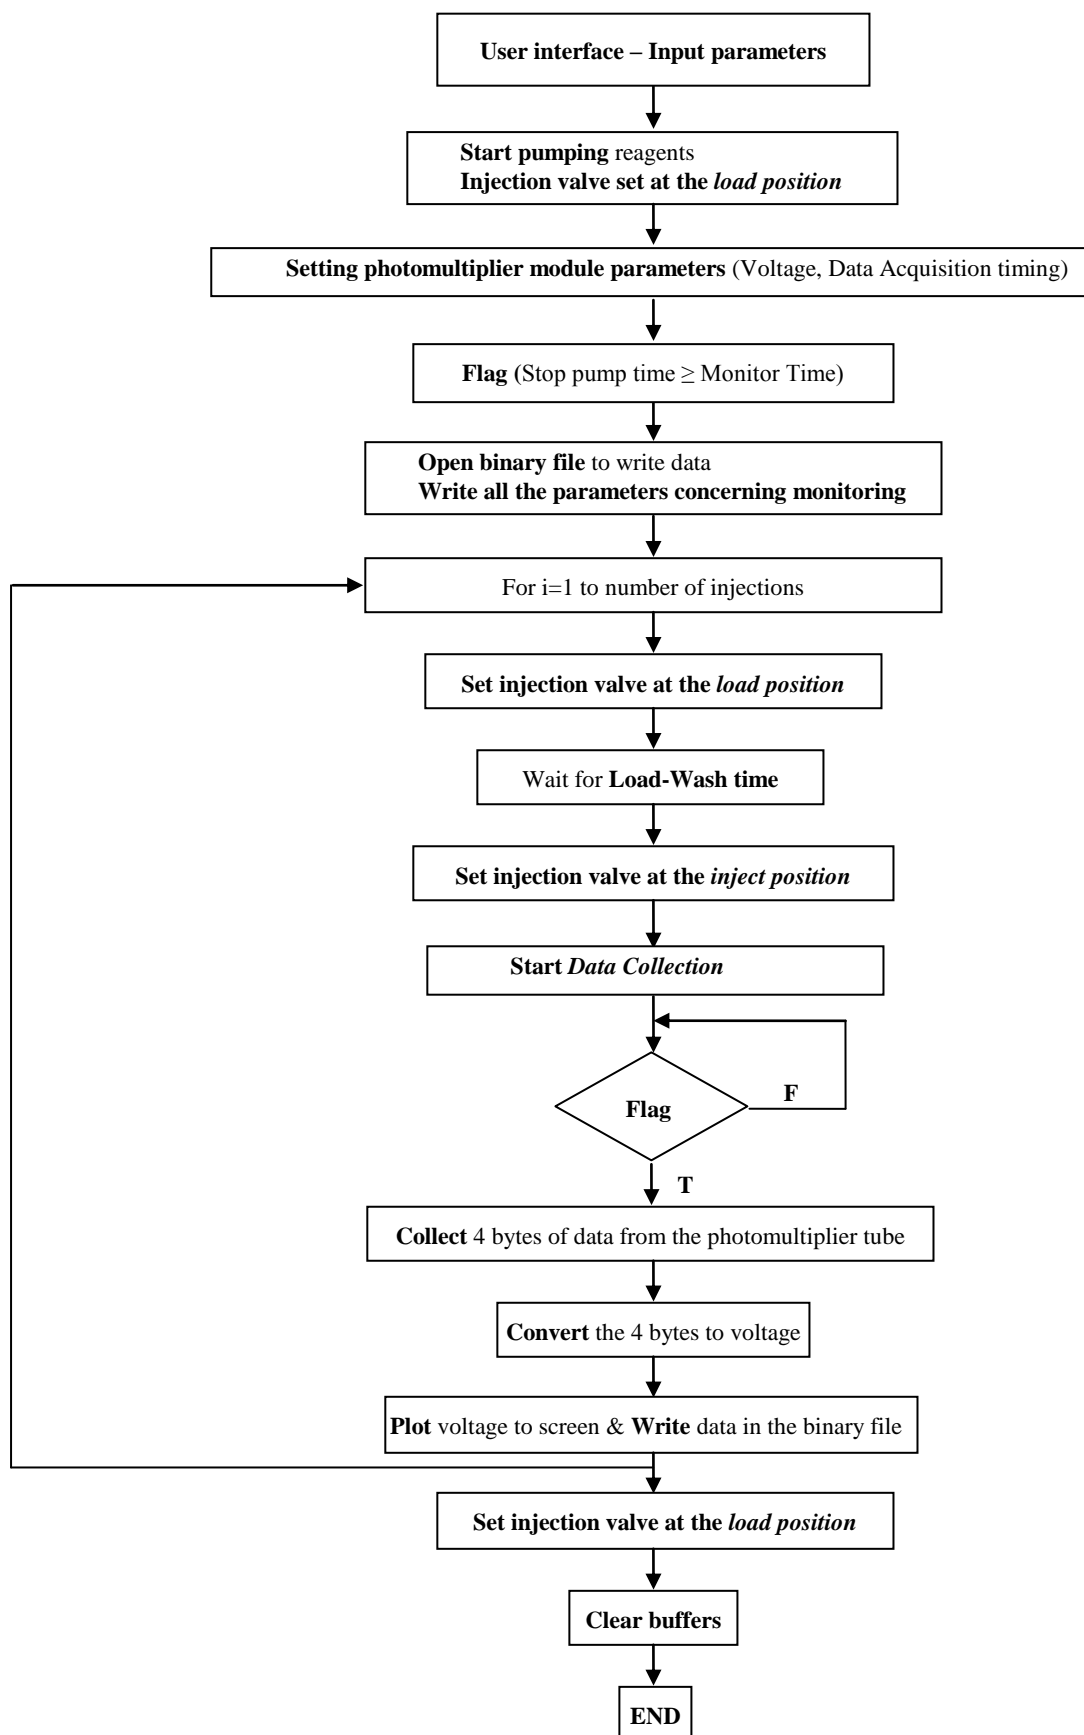 User interface – Input parameters
Start pumping reagents
Injection valve set at the load position
Setting photomultiplier module parameters (Voltage, Data Acquisition timing)
Flag (Stop pump time ≥ Monitor Time)
Open binary file to write data
Write all the parameters concerning monitoring
For i=1 to number of injections
Set injection valve at the load position
Wait for Load-Wash time
Set injection valve at the inject position
Start Data Collection
Flag
F
T
Collect 4 bytes of data from the photomultiplier tube
Convert the 4 bytes to voltage
Plot voltage to screen & Write data in the binary file
Set injection valve at the load position
Clear buffers
END